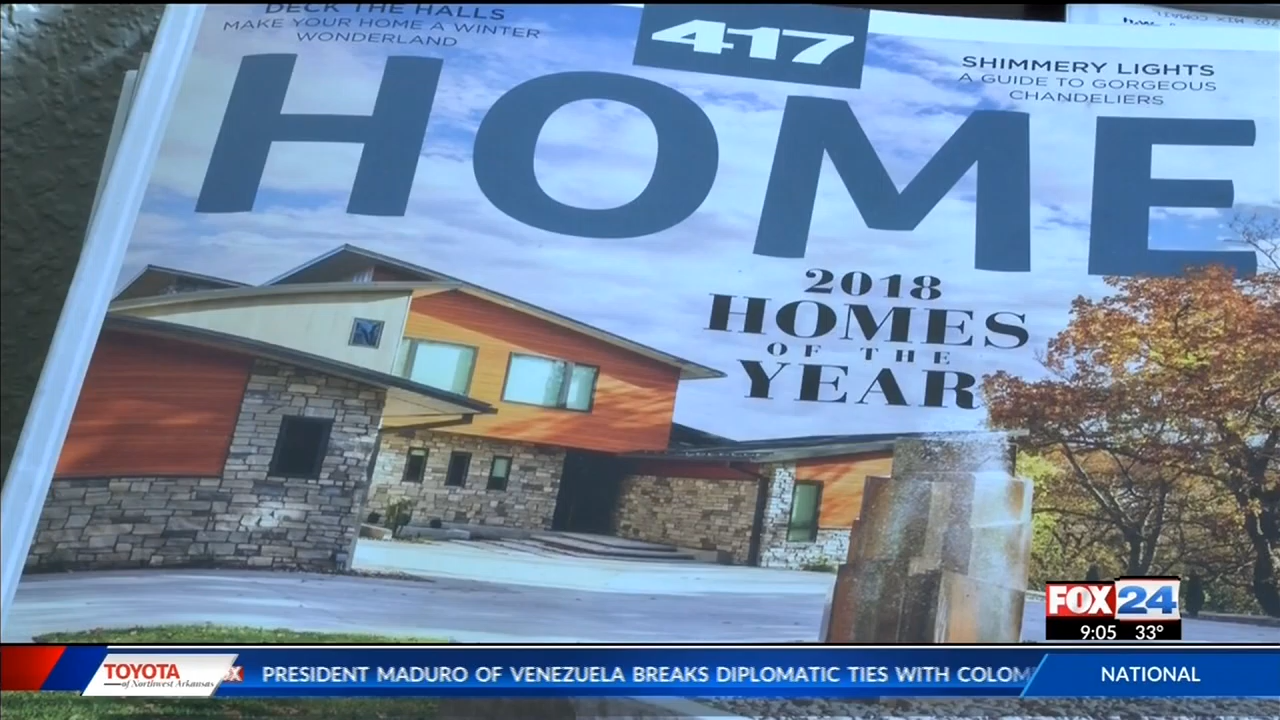 DECK THE HALLS
MAKE YOUR HOME A WINTER
WONDERLAND
417
SHIMMERY LIGHTS
A GUIDE TO GORGEOUS
CHANDELIERS
HOME
2018
HOMES
OF THE
YEAR
N
FOX 24
9:05 33°
TOYOTA
of Northwest Arkansas
PRESIDENT MADURO OF VENEZUELA BREAKS DIPLOMATIC TIES WITH COLOM
NATIONAL